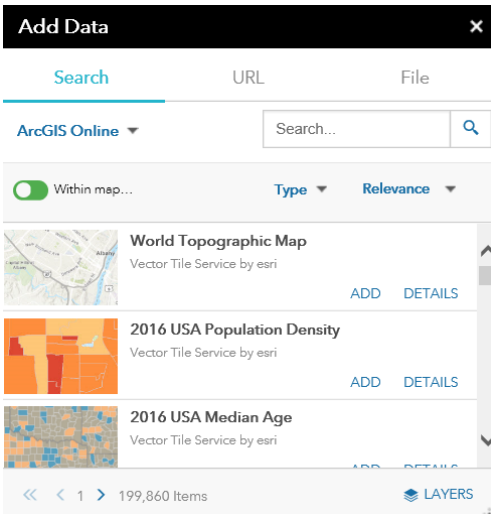 Add Data ×
Search URL File
ArcGIS Online
Search...
Within map... Type Relevance
World Topographic Map
Vector Tile Service by esri
ADD DETAILS
2016 USA Population Density
Vector Tile Service by esri
ADD DETAILS
2016 USA Median Age
Vector Tile Service by esri
ADD DETAILS
1 199,860 Items LAYERS